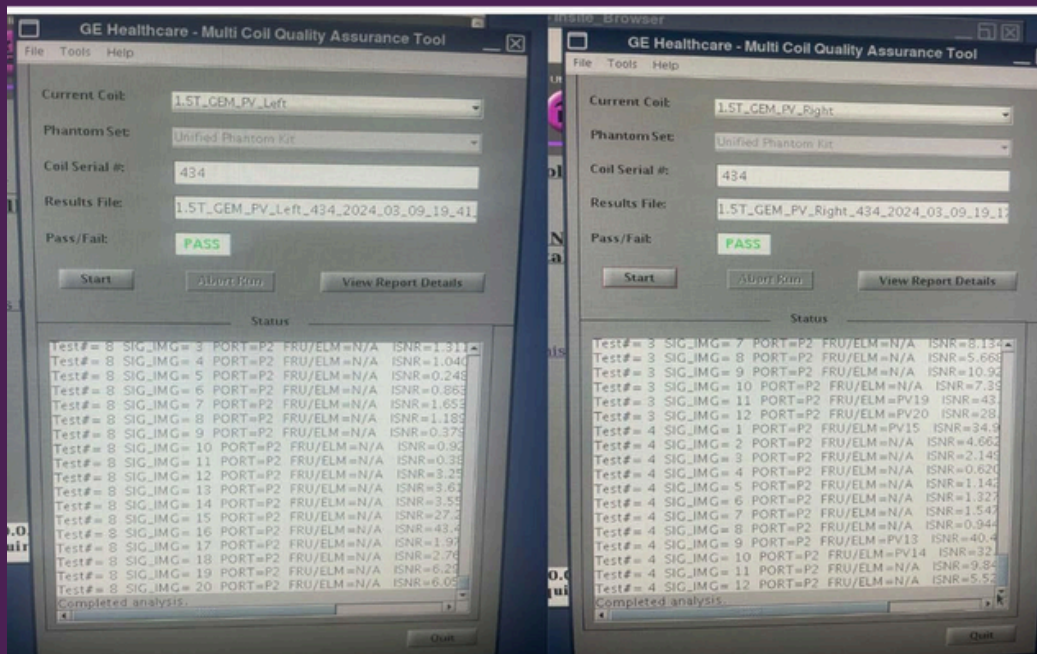 GE Healthcare - Multi Coil Quality Assurance Tool
File Tools Help
Current Coil: 1.5T_GEM_PV_Left
Phantom Set: Unified Phantom Kit
Coil Serial #: 434
Results File: 1.5T_GEM_PV_Left_434_2024_03_09_19_41_
Pass/Fail: PASS
Start Abort Run View Report Details
Status
Test#= 8 SIG_IMG= 3 PORT=P2 FRU/ELM=N/A ISNR=1.311
Test#= 8 SIG_IMG= 4 PORT=P2 FRU/ELM=N/A ISNR=1.040
Test#= 8 SIG_IMG= 5 PORT=P2 FRU/ELM=N/A ISNR=0.249
Test#= 8 SIG_IMG= 6 PORT=P2 FRU/ELM=N/A ISNR=0.863
Test#= 8 SIG_IMG= 7 PORT=P2 FRU/ELM=N/A ISNR=1.653
Test#= 8 SIG_IMG= 8 PORT=P2 FRU/ELM=N/A ISNR=1.189
Test#= 8 SIG_IMG= 9 PORT=P2 FRU/ELM=N/A ISNR=0.379
Test#= 8 SIG_IMG= 10 PORT=P2 FRU/ELM=N/A ISNR=0.92
Test#= 8 SIG_IMG= 11 PORT=P2 FRU/ELM=N/A ISNR=0.39
Test#= 8 SIG_IMG= 12 PORT=P2 FRU/ELM=N/A ISNR=3.25
Test#= 8 SIG_IMG= 13 PORT=P2 FRU/ELM=N/A ISNR=3.61
Test#= 8 SIG_IMG= 14 PORT=P2 FRU/ELM=N/A ISNR=3.55
Test#= 8 SIG_IMG= 15 PORT=P2 FRU/ELM=N/A ISNR=27.3
Test#= 8 SIG_IMG= 16 PORT=P2 FRU/ELM=N/A ISNR=43.4
Test#= 8 SIG_IMG= 17 PORT=P2 FRU/ELM=N/A ISNR=1.97
Test#= 8 SIG_IMG= 18 PORT=P2 FRU/ELM=N/A ISNR=2.76
Test#= 8 SIG_IMG= 19 PORT=P2 FRU/ELM=N/A ISNR=6.29
Test#= 8 SIG_IMG= 20 PORT=P2 FRU/ELM=N/A ISNR=6.05
Completed analysis.
Quit
Insite_Browser
GE Healthcare - Multi Coil Quality Assurance Tool
File Tools Help
Current Coil: 1.5T_GEM_PV_Right
Phantom Set: Unified Phantom Kit
Coil Serial #: 434
Results File: 1.5T_GEM_PV_Right_434_2024_03_09_19_17
Pass/Fail: PASS
Start Abort Run View Report Details
Status
Test#= 3 SIG_IMG= 7 PORT=P2 FRU/ELM=N/A ISNR=8.134
Test#= 3 SIG_IMG= 8 PORT=P2 FRU/ELM=N/A ISNR=5.668
Test#= 3 SIG_IMG= 9 PORT=P2 FRU/ELM=N/A ISNR=10.92
Test#= 3 SIG_IMG= 10 PORT=P2 FRU/ELM=N/A ISNR=7.39
Test#= 3 SIG_IMG= 11 PORT=P2 FRU/ELM=PV19 ISNR=43.
Test#= 3 SIG_IMG= 12 PORT=P2 FRU/ELM=PV20 ISNR=28.
Test#= 4 SIG_IMG= 1 PORT=P2 FRU/ELM=PV15 ISNR=34.9
Test#= 4 SIG_IMG= 2 PORT=P2 FRU/ELM=N/A ISNR=4.662
Test#= 4 SIG_IMG= 3 PORT=P2 FRU/ELM=N/A ISNR=2.149
Test#= 4 SIG_IMG= 4 PORT=P2 FRU/ELM=N/A ISNR=0.620
Test#= 4 SIG_IMG= 5 PORT=P2 FRU/ELM=N/A ISNR=1.142
Test#= 4 SIG_IMG= 6 PORT=P2 FRU/ELM=N/A ISNR=1.327
Test#= 4 SIG_IMG= 7 PORT=P2 FRU/ELM=N/A ISNR=1.547
Test#= 4 SIG_IMG= 8 PORT=P2 FRU/ELM=N/A ISNR=0.944
Test#= 4 SIG_IMG= 9 PORT=P2 FRU/ELM=PV13 ISNR=40.4
Test#= 4 SIG_IMG= 10 PORT=P2 FRU/ELM=PV14 ISNR=32.
Test#= 4 SIG_IMG= 11 PORT=P2 FRU/ELM=N/A ISNR=9.84
Test#= 4 SIG_IMG= 12 PORT=P2 FRU/ELM=N/A ISNR=5.52
Completed analysis.
Quit